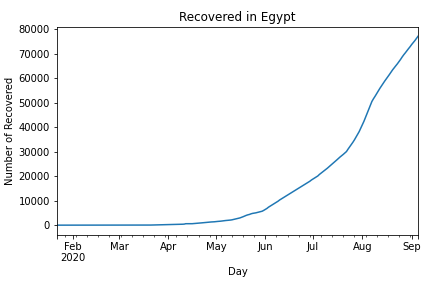 Recovered in Egypt
80000
70000
60000
50000
40000
30000
20000
10000
0
Number of Recovered
Feb Mar Apr May Jun Jul Aug Sep
2020
Day